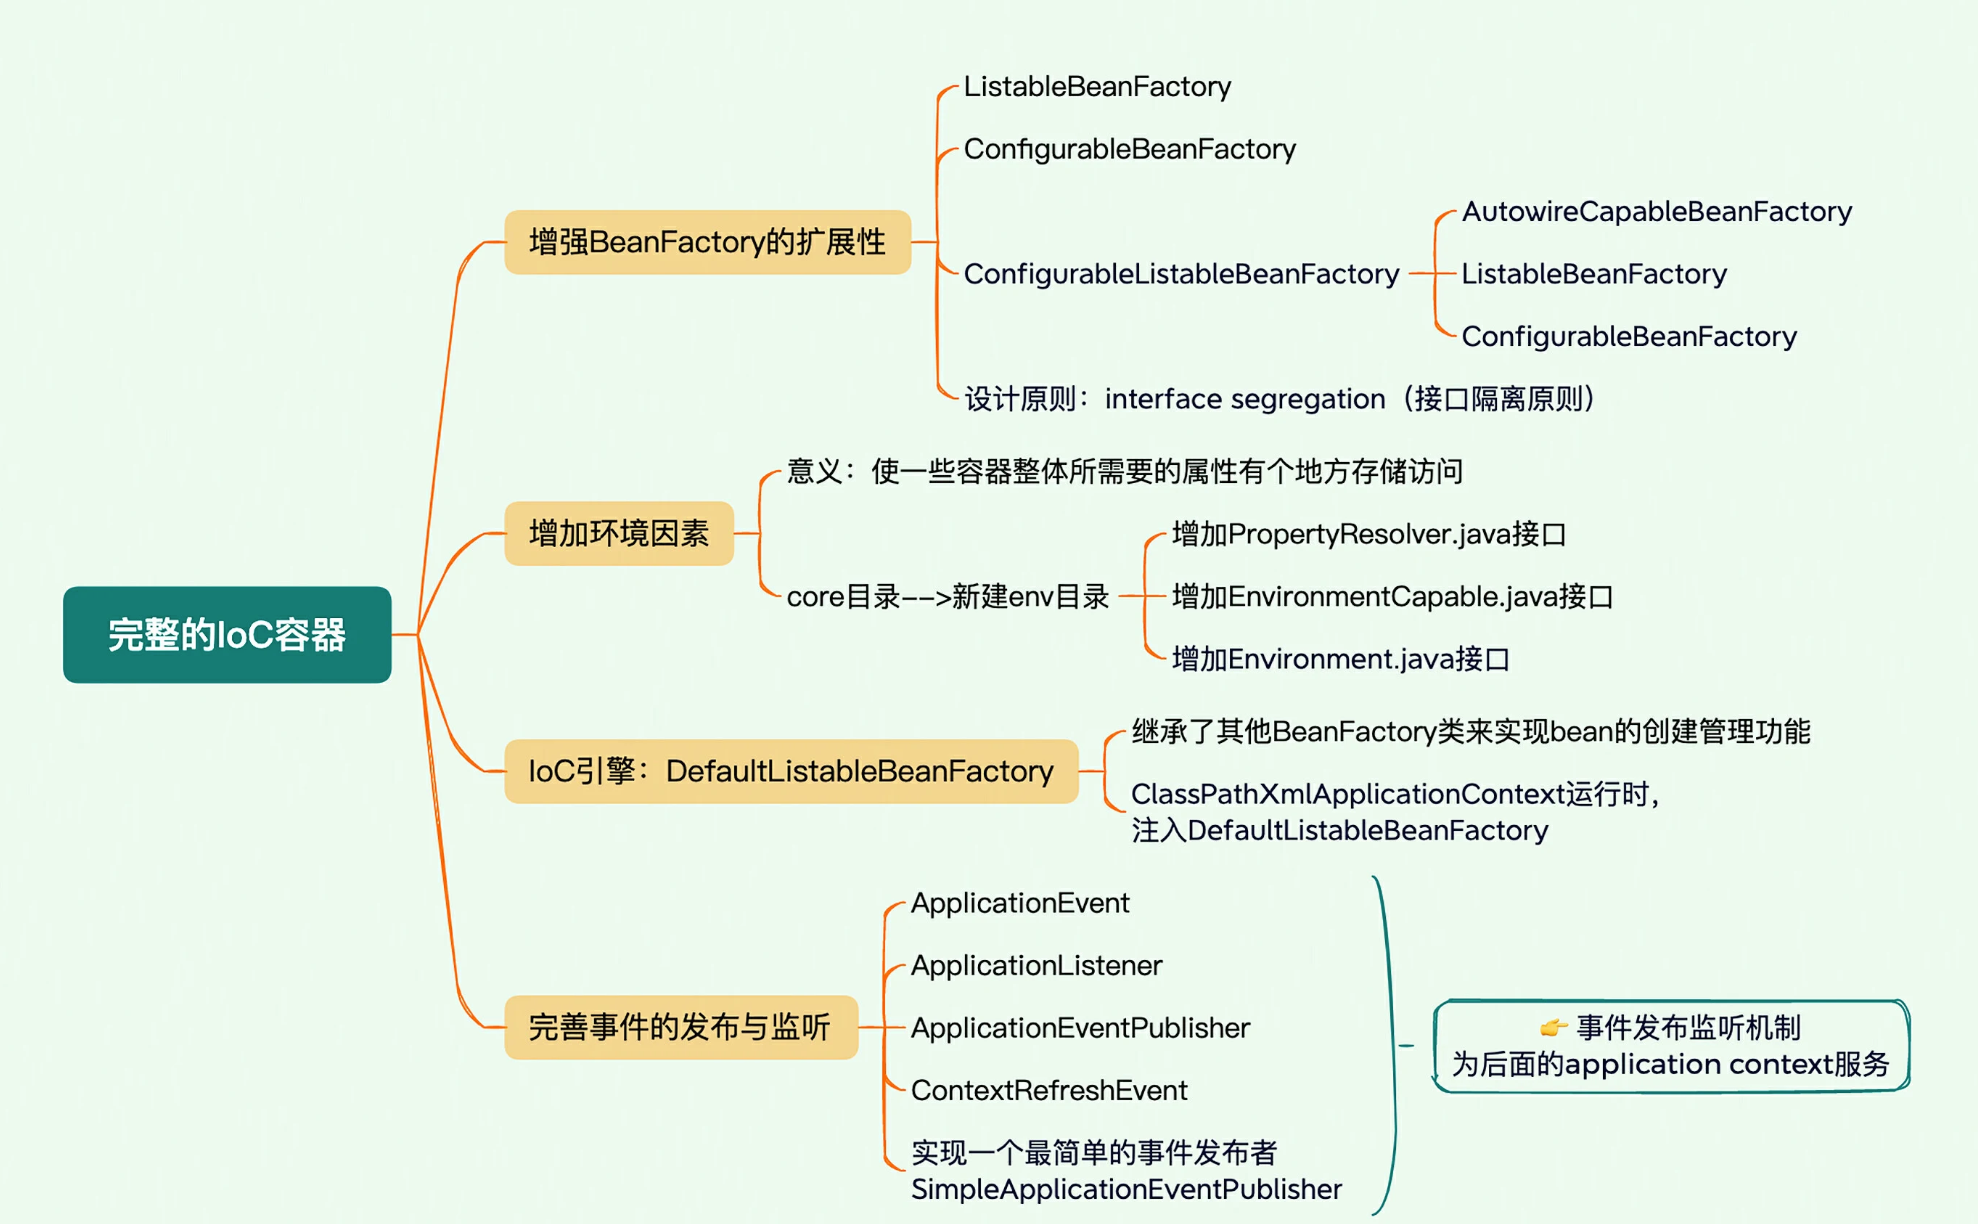 完整的IoC容器
增强BeanFactory的扩展性
ListableBeanFactory
ConfigurableBeanFactory
ConfigurableListableBeanFactory
AutowireCapableBeanFactory
ListableBeanFactory
ConfigurableBeanFactory
设计原则：interface segregation（接口隔离原则）
增加环境因素
意义：使一些容器整体所需要的属性有个地方存储访问
core目录-->新建env目录
增加PropertyResolver.java接口
增加EnvironmentCapable.java接口
增加Environment.java接口
IoC引擎：DefaultListableBeanFactory
继承了其他BeanFactory类来实现bean的创建管理功能
ClassPathXmlApplicationContext运行时，
注入DefaultListableBeanFactory
完善事件的发布与监听
ApplicationEvent
ApplicationListener
ApplicationEventPublisher
ContextRefreshEvent
实现一个最简单的事件发布者
SimpleApplicationEventPublisher
👉 事件发布监听机制
为后面的application context服务